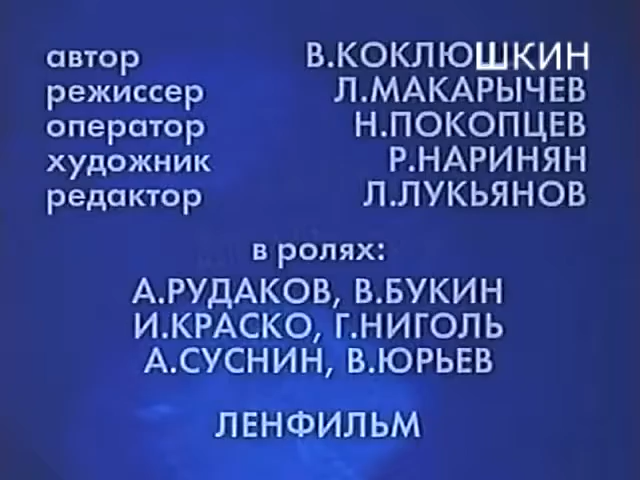 автор В.КОКЛЮШКИН
режиссер Л.МАКАРЫЧЕВ
оператор Н.ПОКОПЦЕВ
художник Р.НАРИНЯН
редактор Л.ЛУКЬЯНОВ
в ролях:
А.РУДАКОВ, В.БУКИН
И.КРАСКО, Г.НИГОЛЬ
А.СУСНИН, В.ЮРЬЕВ
ЛЕНФИЛЬМ